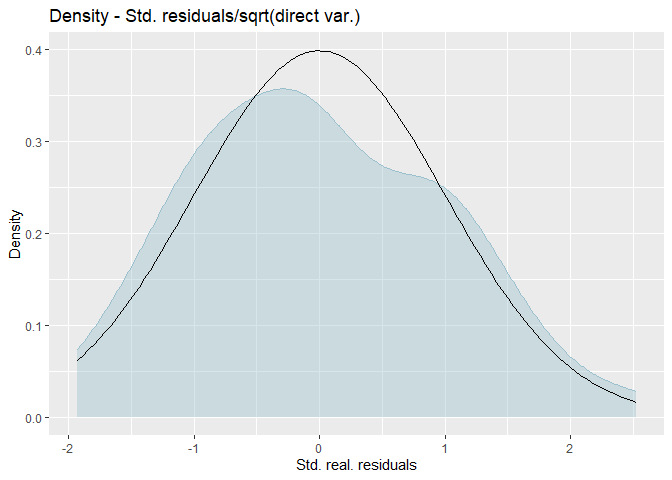 Density - Std. residuals/sqrt(direct var.)
0.4
0.3
0.2
0.1
0.0
Density
-2 -1 0 1 2
Std. real. residuals